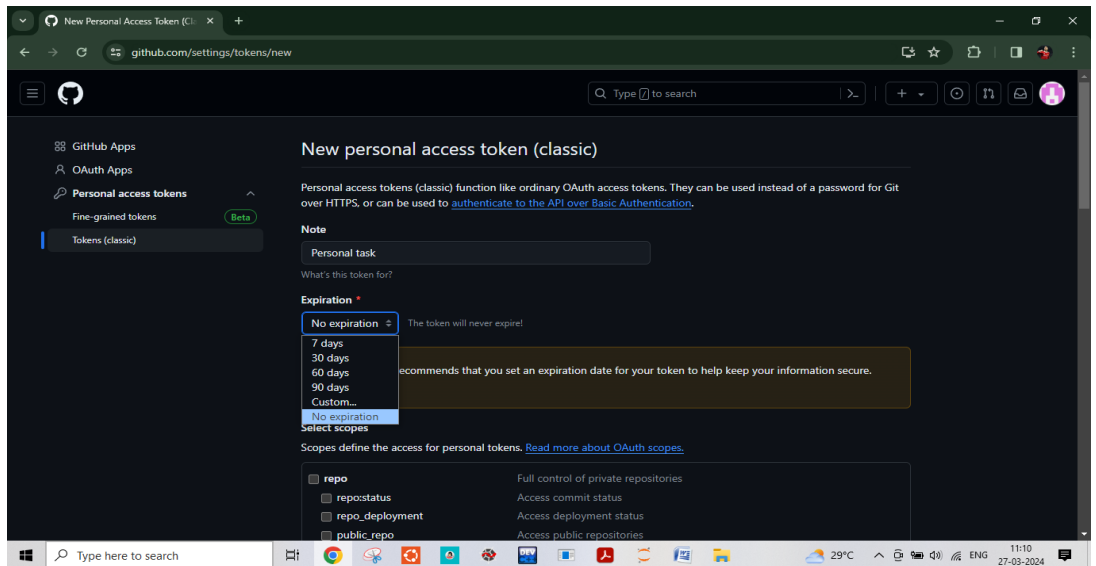 New Personal Access Token (Cl
github.com/settings/tokens/new
Type / to search
GitHub Apps
OAuth Apps
Personal access tokens
Fine-grained tokens Beta
Tokens (classic)
New personal access token (classic)
Personal access tokens (classic) function like ordinary OAuth access tokens. They can be used instead of a password for Git
over HTTPS, or can be used to authenticate to the API over Basic Authentication.
Note
Personal task
What's this token for?
Expiration *
No expiration The token will never expire!
7 days
30 days
60 days
90 days
Custom...
No expiration
ecommends that you set an expiration date for your token to help keep your information secure.
Select scopes
Scopes define the access for personal tokens. Read more about OAuth scopes.
repo Full control of private repositories
repo:status Access commit status
repo_deployment Access deployment status
public_repo Access public repositories
Type here to search
DEV
29°C
ENG
11:10
27-03-2024